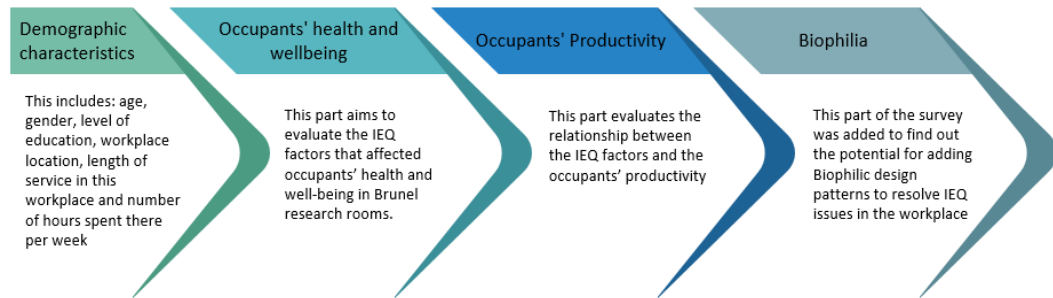 Demographic
characteristics
This includes: age,
gender, level of
education, workplace
location, length of
service in this
workplace and number
of hours spent there
per week
Occupants' health and
wellbeing
This part aims to
evaluate the IEQ
factors that affected
occupants’ health and
well-being in Brunel
research rooms.
Occupants' Productivity
This part evaluates the
relationship between
the IEQ factors and the
occupants’ productivity
Biophilia
This part of the survey
was added to find out
the potential for adding
Biophilic design
patterns to resolve IEQ
issues in the workplace